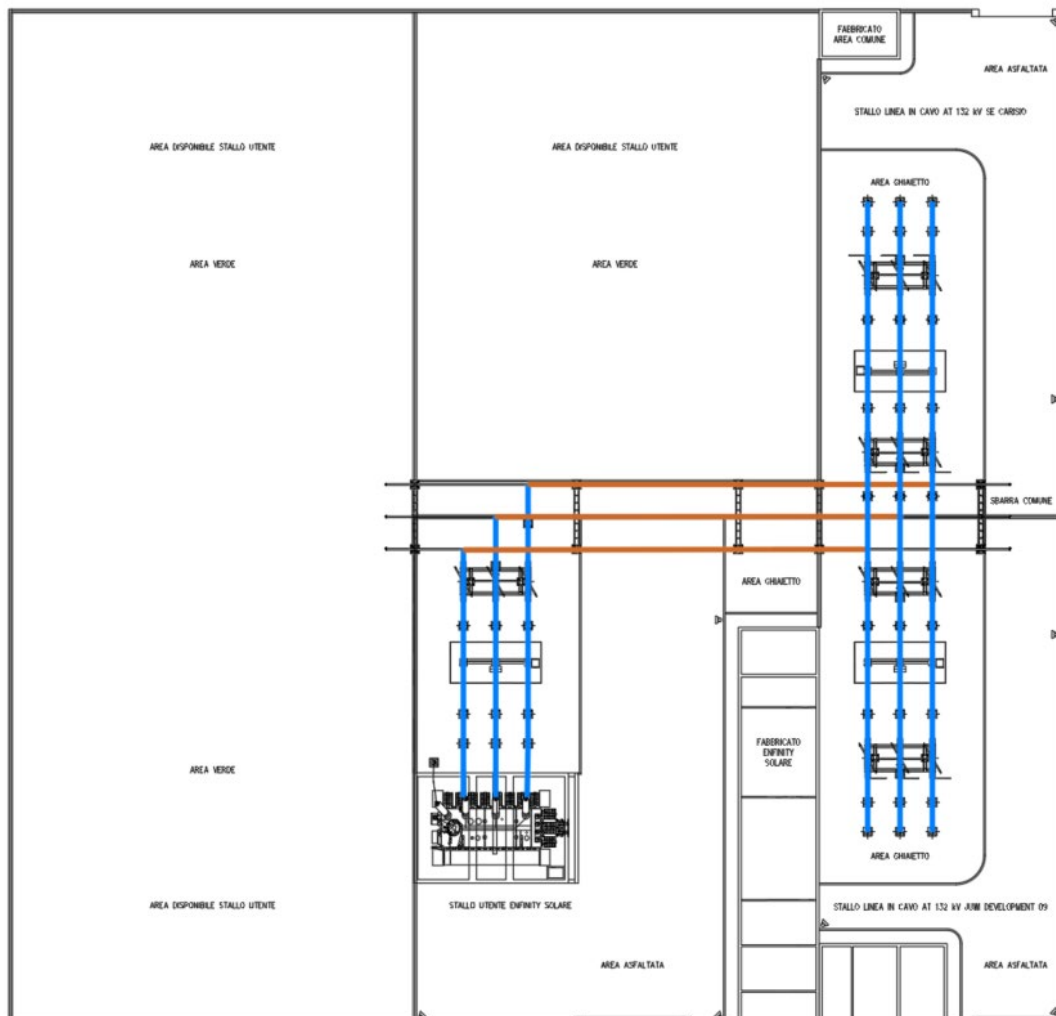 FABBRICATO
AREA COMUNE
AREA ASFALTATA
STALLO LINEA IN CAVO AT 132 kV SE CARISIO
AREA DISPONIBILE STALLO UTENTE
AREA DISPONIBILE STALLO UTENTE
AREA GHIAIETTO
AREA VERDE
AREA VERDE
SBARRA COMUNE
AREA GHIAIETTO
FABBRICATO
ENFINITY
SOLARE
AREA VERDE
AREA GHIAIETTO
AREA DISPONIBILE STALLO UTENTE
STALLO UTENTE ENFINITY SOLARE
STALLO LINEA IN CAVO AT 132 kV JUWI DEVELOPMENT 09
AREA ASFALTATA
AREA ASFALTATA